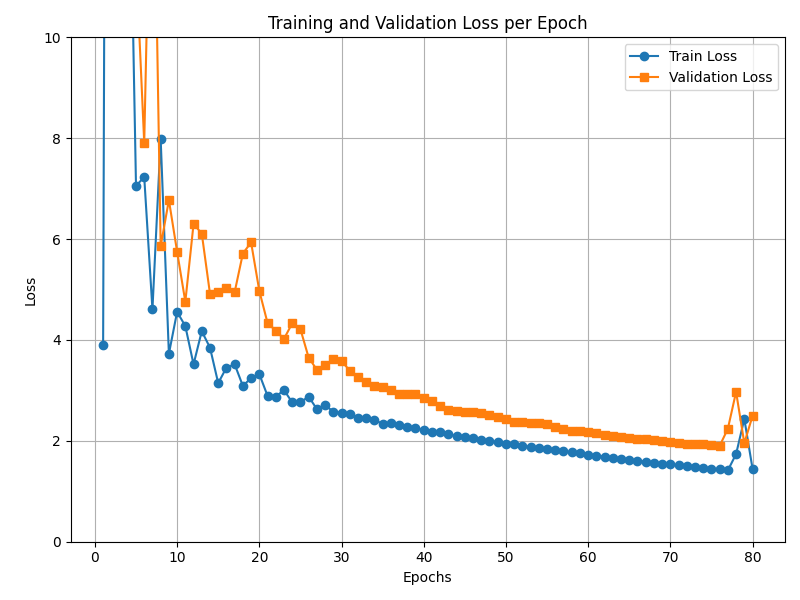 Training and Validation Loss per Epoch
Train Loss
Validation Loss
10
8
6
4
2
0
Loss
0 10 20 30 40 50 60 70 80
Epochs